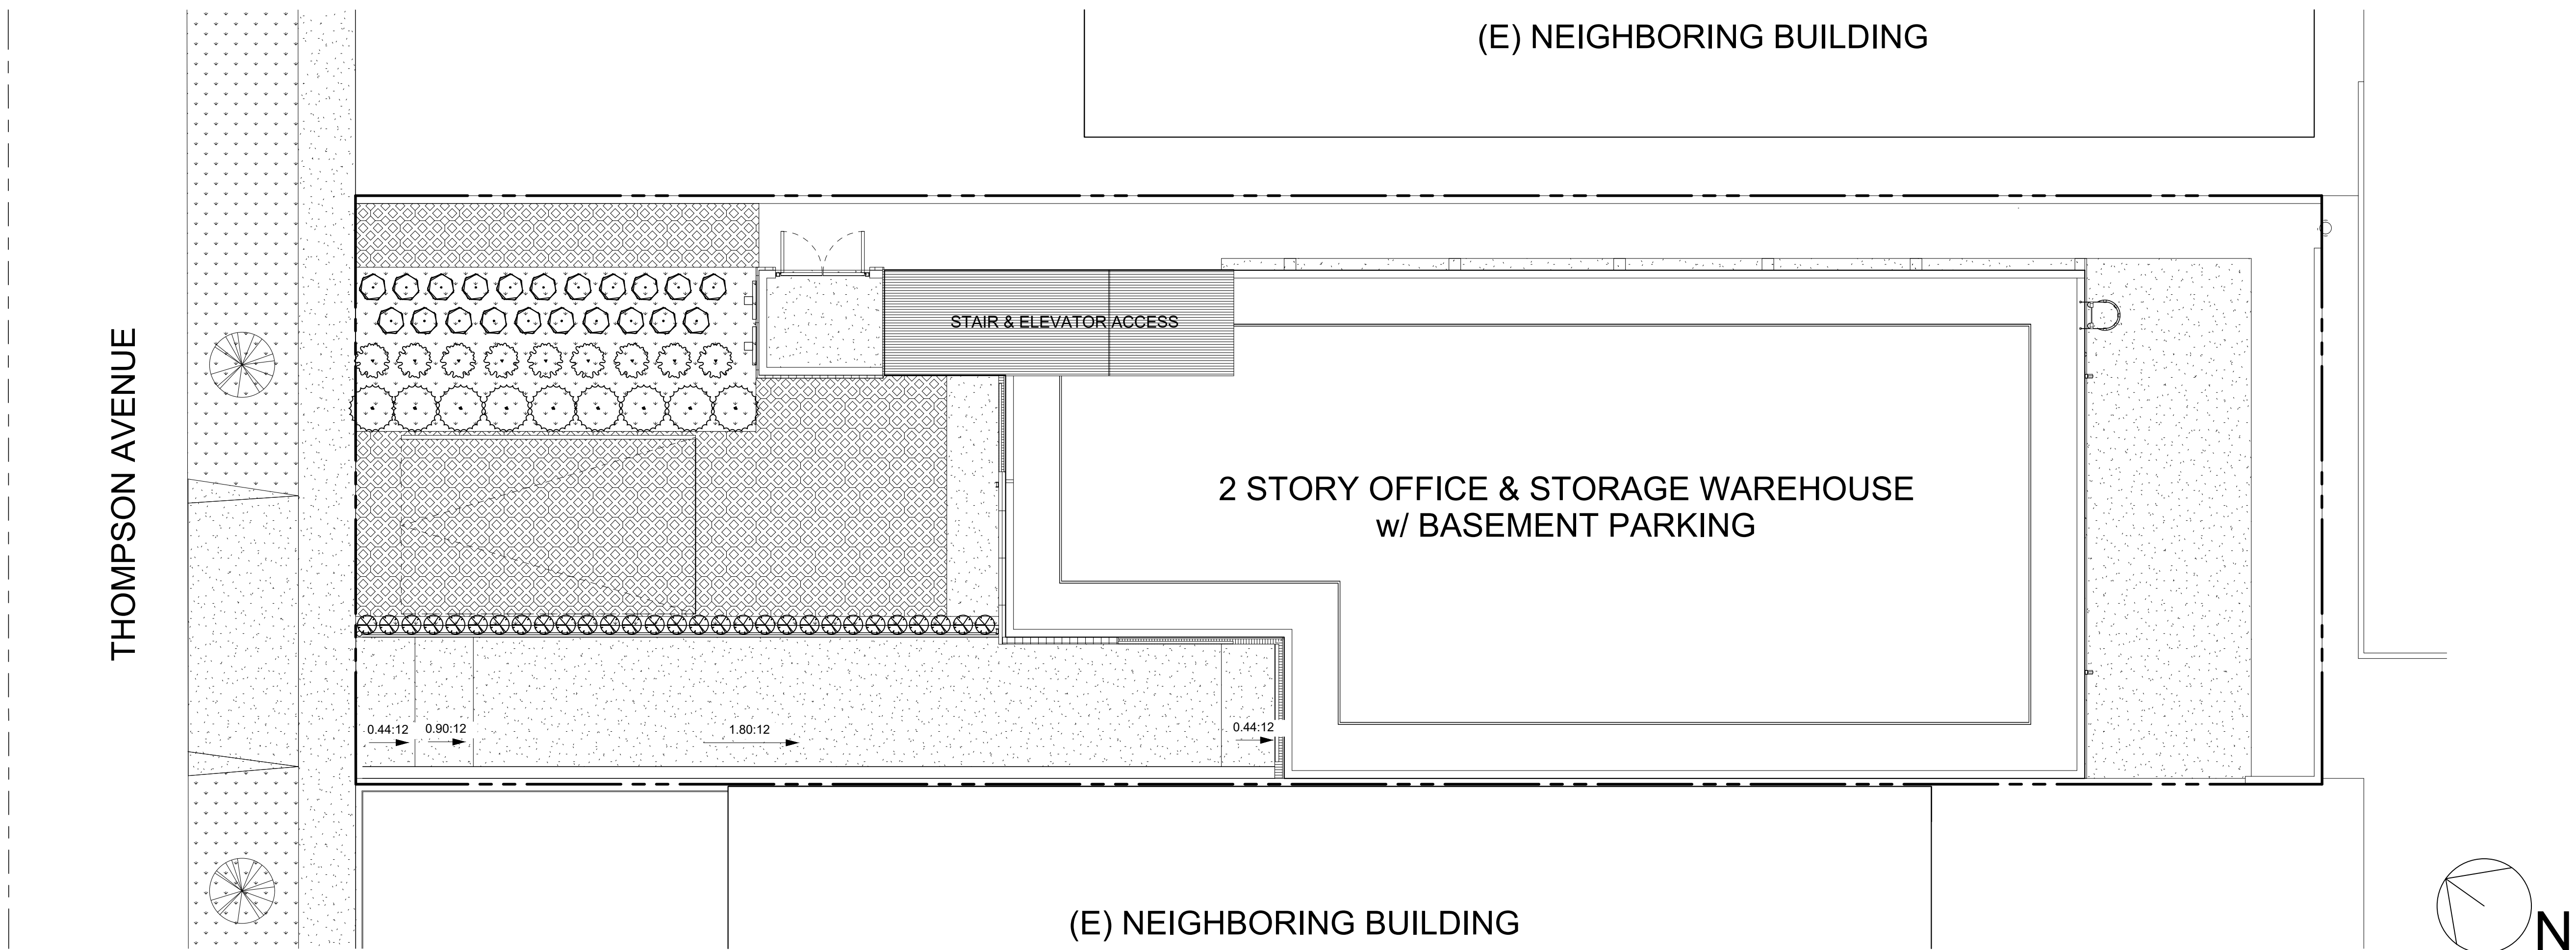 (E) NEIGHBORING BUILDING
THOMPSON AVENUE
STAIR & ELEVATOR ACCESS
2 STORY OFFICE & STORAGE WAREHOUSE
w/ BASEMENT PARKING
0.44:12
0.90:12
1.80:12
0.44:12
(E) NEIGHBORING BUILDING
N